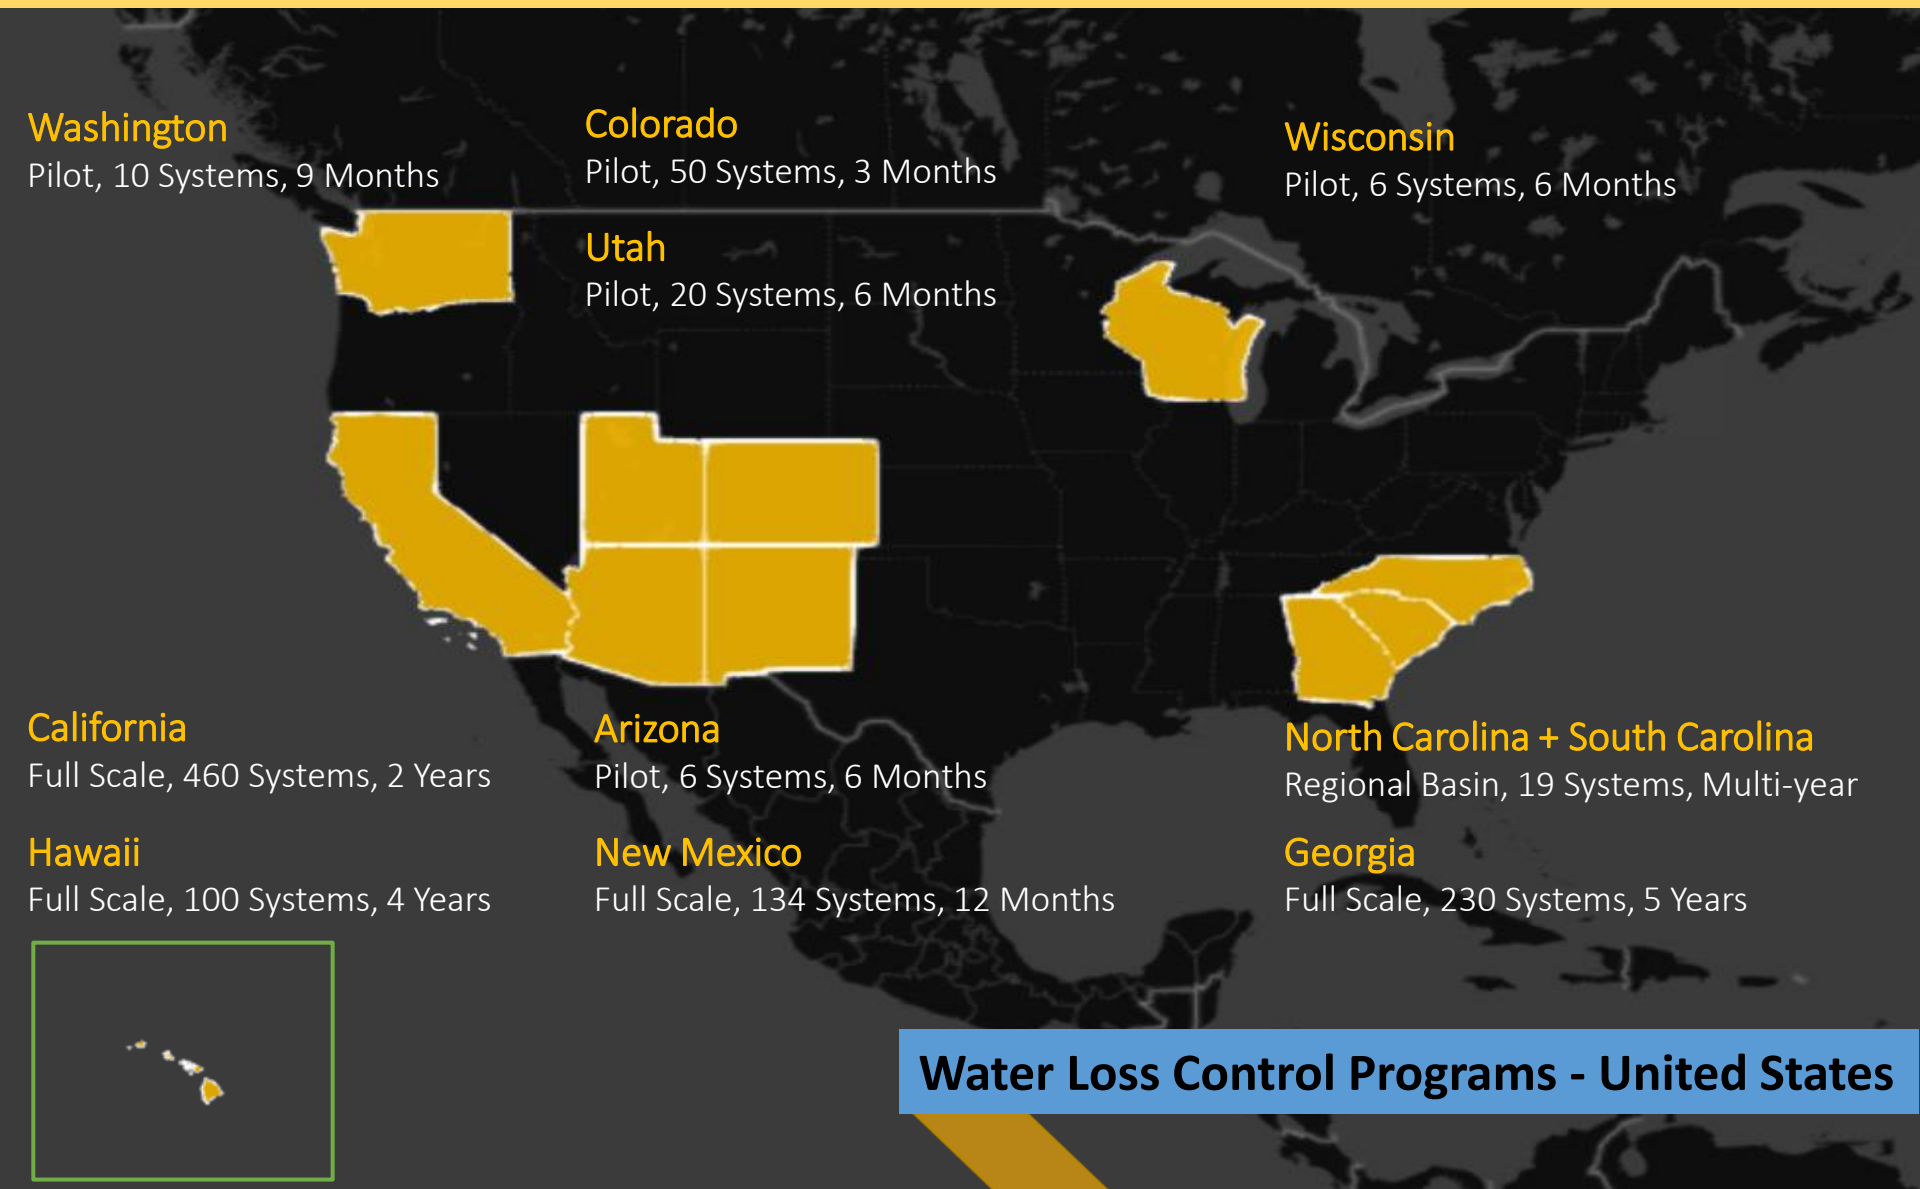 Washington
Pilot, 10 Systems, 9 Months
Colorado
Pilot, 50 Systems, 3 Months
Utah
Pilot, 20 Systems, 6 Months
Wisconsin
Pilot, 6 Systems, 6 Months
California
Full Scale, 460 Systems, 2 Years
Hawaii
Full Scale, 100 Systems, 4 Years
Arizona
Pilot, 6 Systems, 6 Months
New Mexico
Full Scale, 134 Systems, 12 Months
North Carolina + South Carolina
Regional Basin, 19 Systems, Multi-year
Georgia
Full Scale, 230 Systems, 5 Years
Water Loss Control Programs - United States